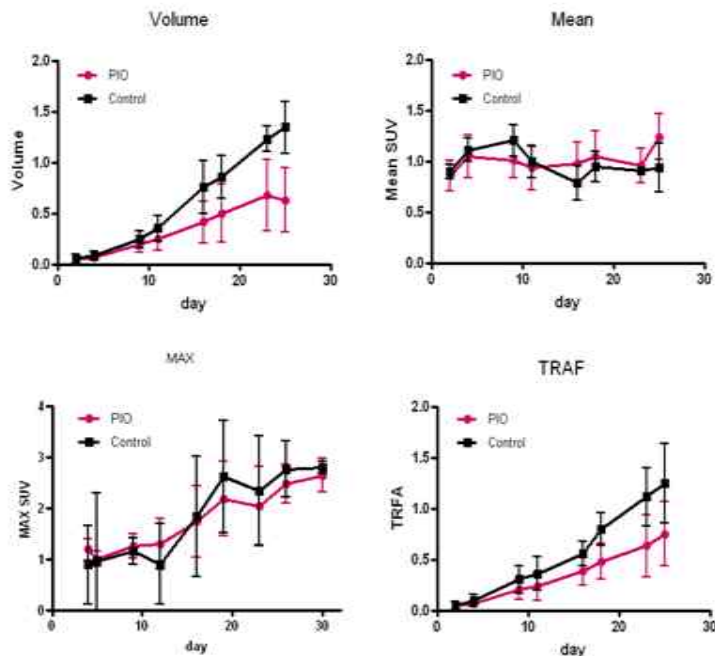 Volume
2.0
1.5
1.0
0.5
0.0
0
10
20
30
PIO
Control
Volume
day
Mean
2.0
1.5
1.0
0.5
0.0
0
10
20
30
PIO
Control
Mean SUV
day
MAX
4
3
2
1
0
0
10
20
30
PIO
Control
MAX SUV
day
TRAF
2.0
1.5
1.0
0.5
0.0
0
10
20
30
PIO
Control
TRFA
day